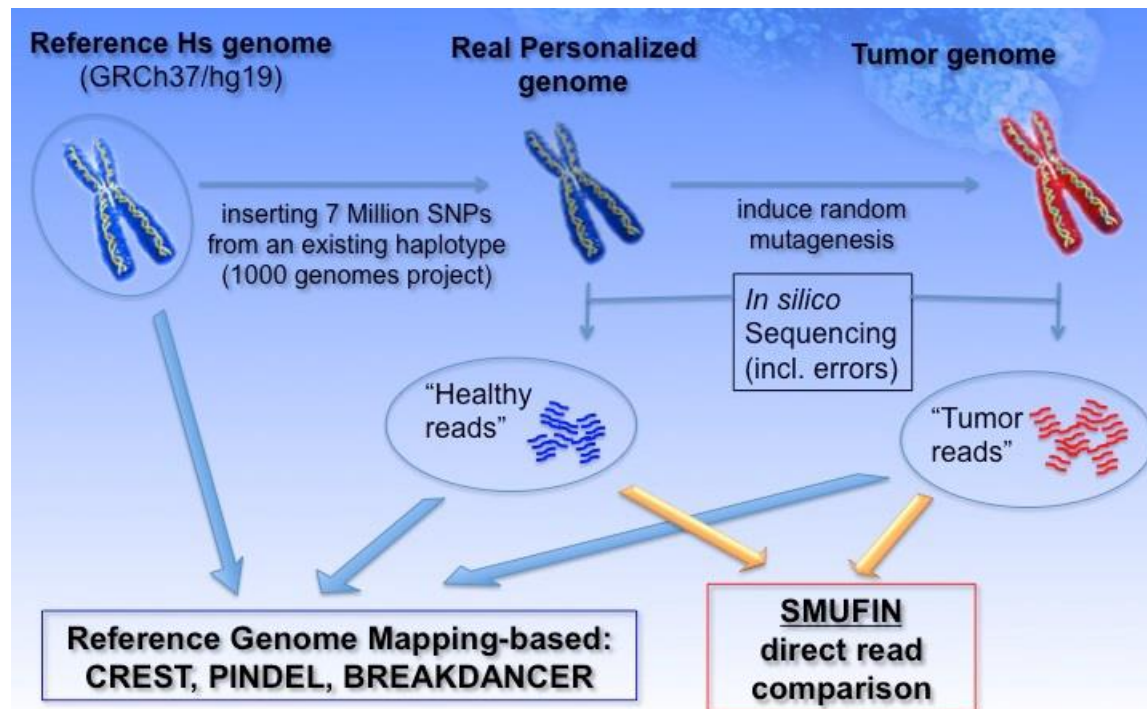 Reference Hs genome
(GRCh37/hg19)
Real Personalized
genome
Tumor genome
inserting 7 Million SNPs
from an existing haplotype
(1000 genomes project)
induce random
mutagenesis
In silico
Sequencing
(incl. errors)
“Healthy
reads”
“Tumor
reads”
Reference Genome Mapping-based:
CREST, PINDEL, BREAKDANCER
SMUFIN
direct read
comparison